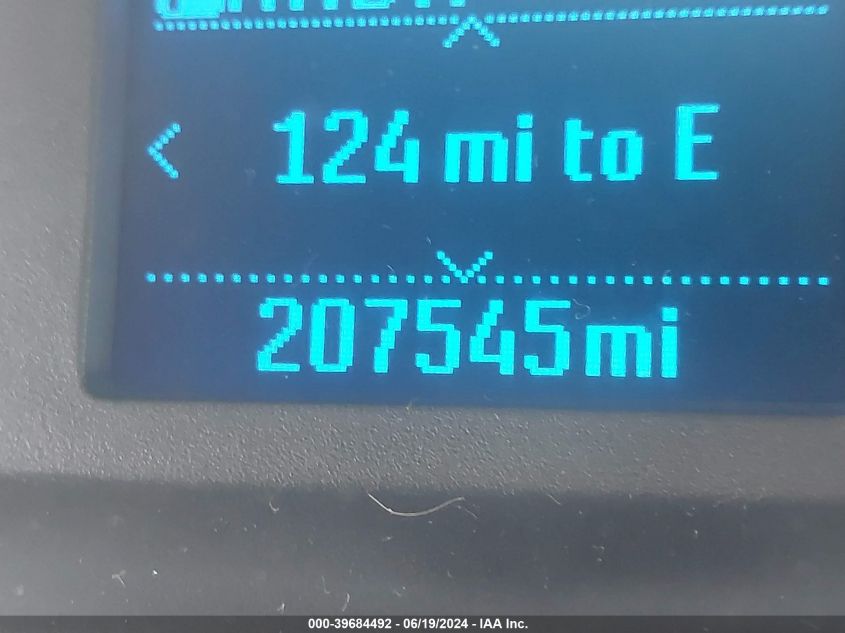 124 mi to E
207545mi
000-39684492 - 06/19/2024 - IAA Inc.